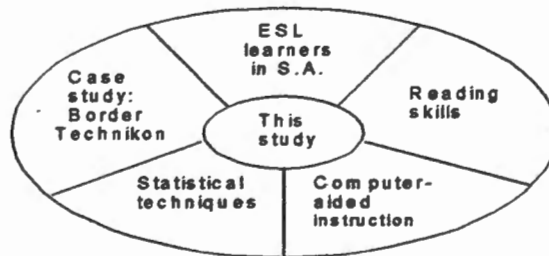 ESL
learners
in S.A.
Case
study:
Border
Technikon
Reading
skills
This
study
Statistical
techniques
Computer-
aided
instruction